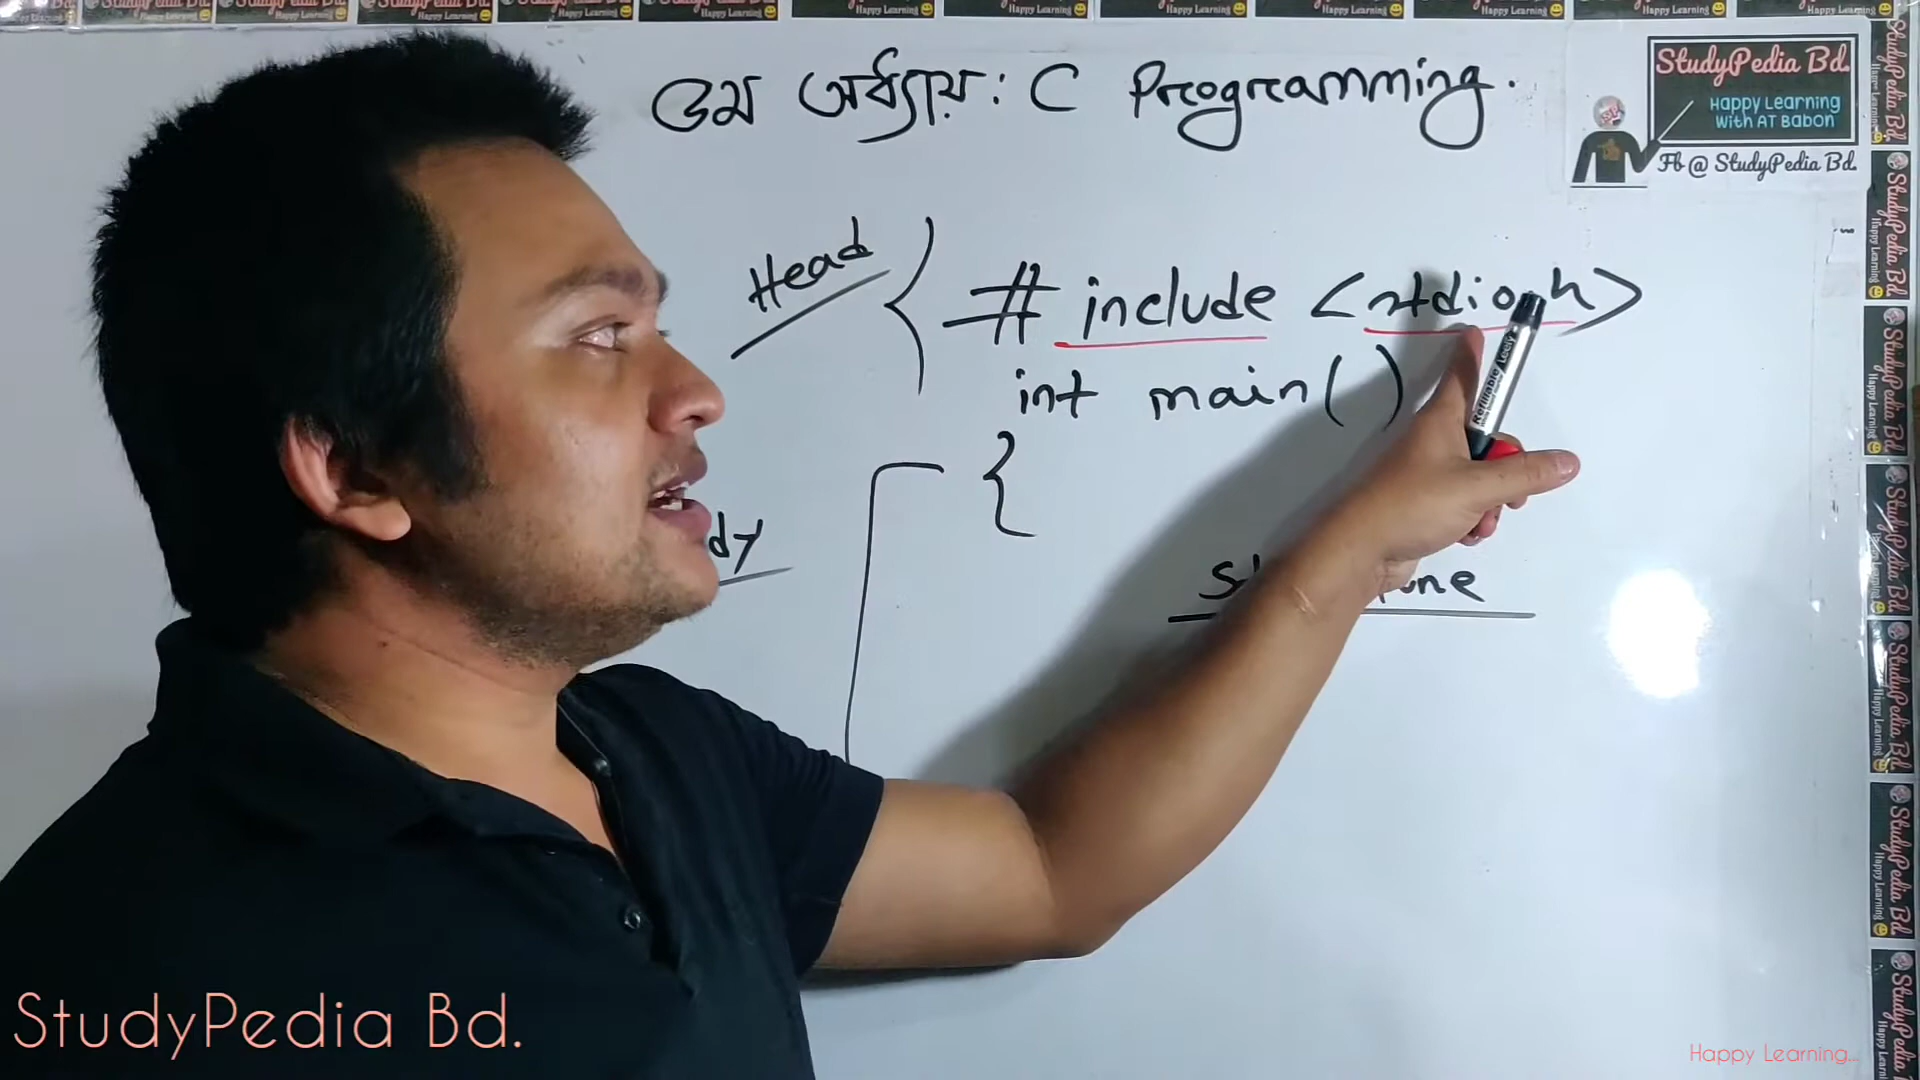 ৫ম অধ্যায়: C Programming.
StudyPedia Bd.
Happy Learning
With AT Babon
Fb @ StudyPedia Bd.
Head
# include <stdio.h>
int main()
{
dy
StudyPedia Bd.
Happy Learning...